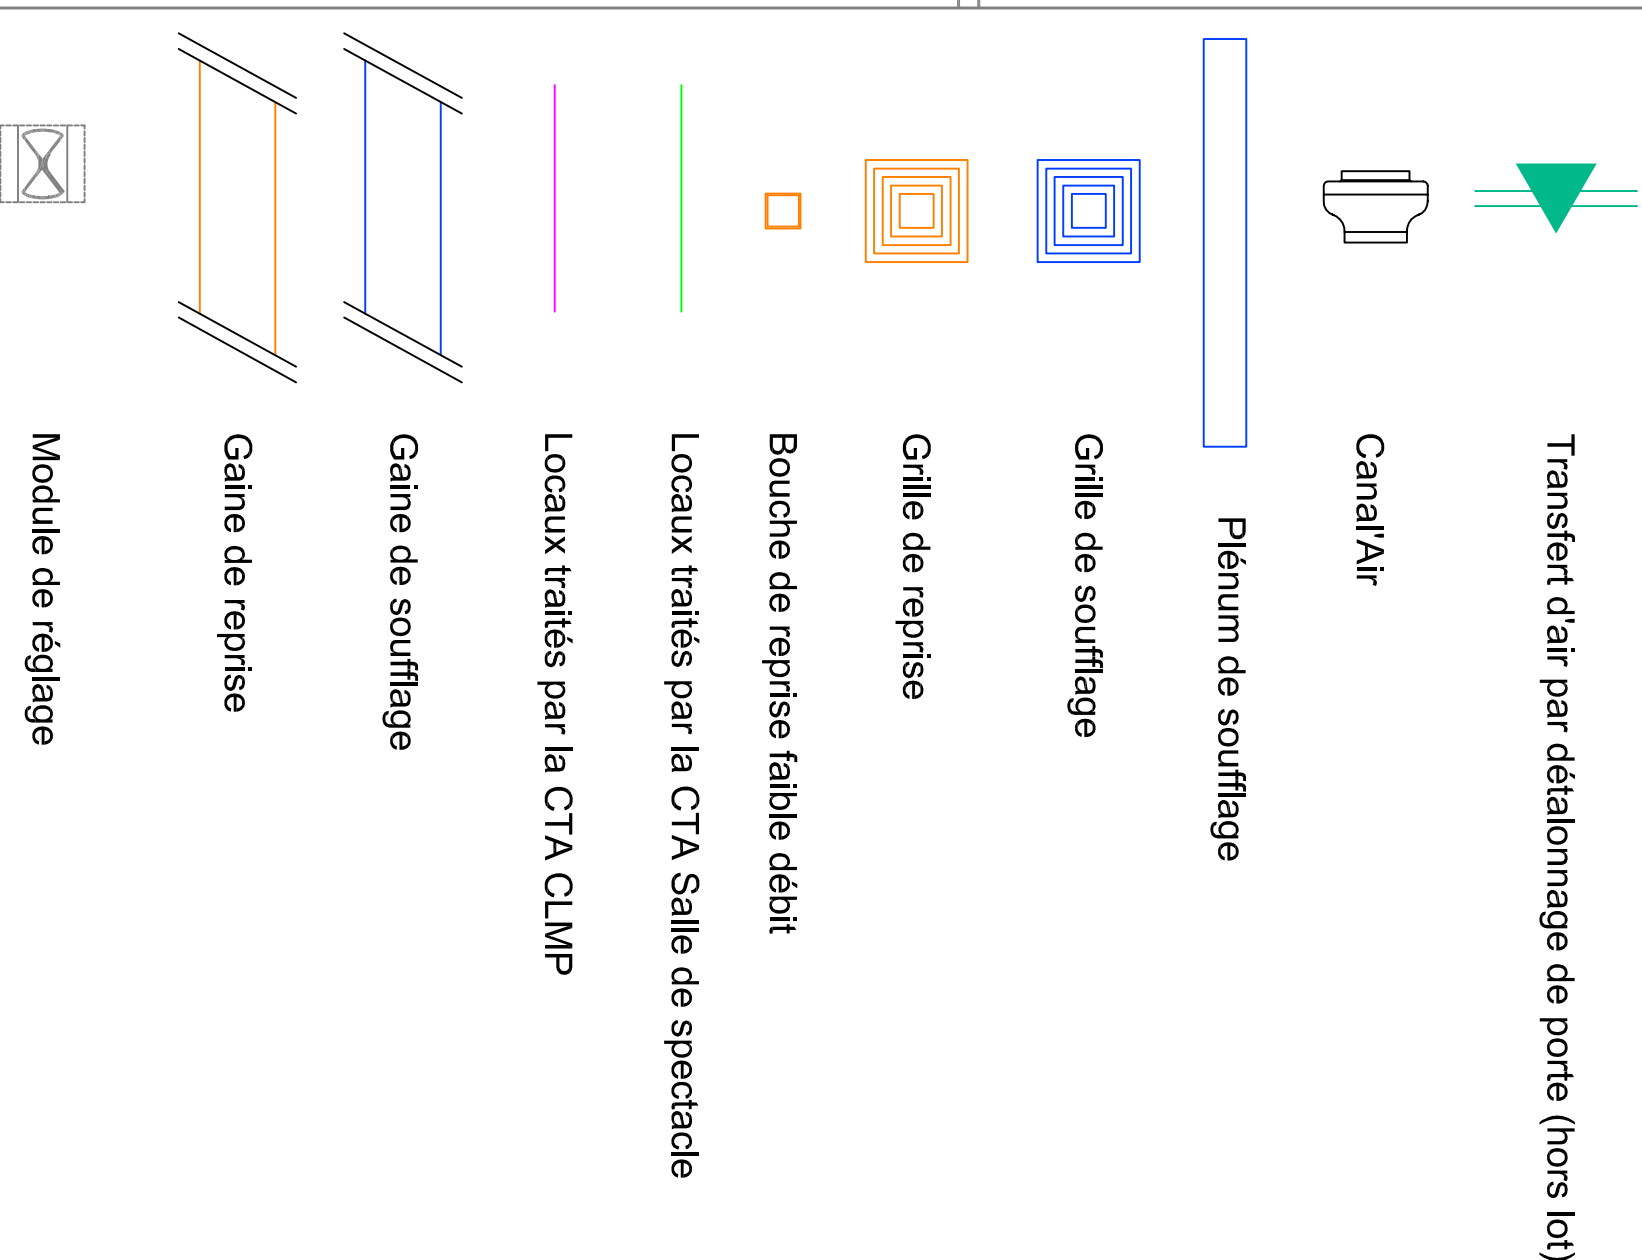 Transfert d'air par détalonnage de porte (hors lot)
Canal'Air
Plénum de soufflage
Grille de soufflage
Grille de reprise
Bouche de reprise faible débit
Locaux traités par la CTA Salle de spectacle
Locaux traités par la CTA CLMP
Gaine de soufflage
Gaine de reprise
Module de réglage